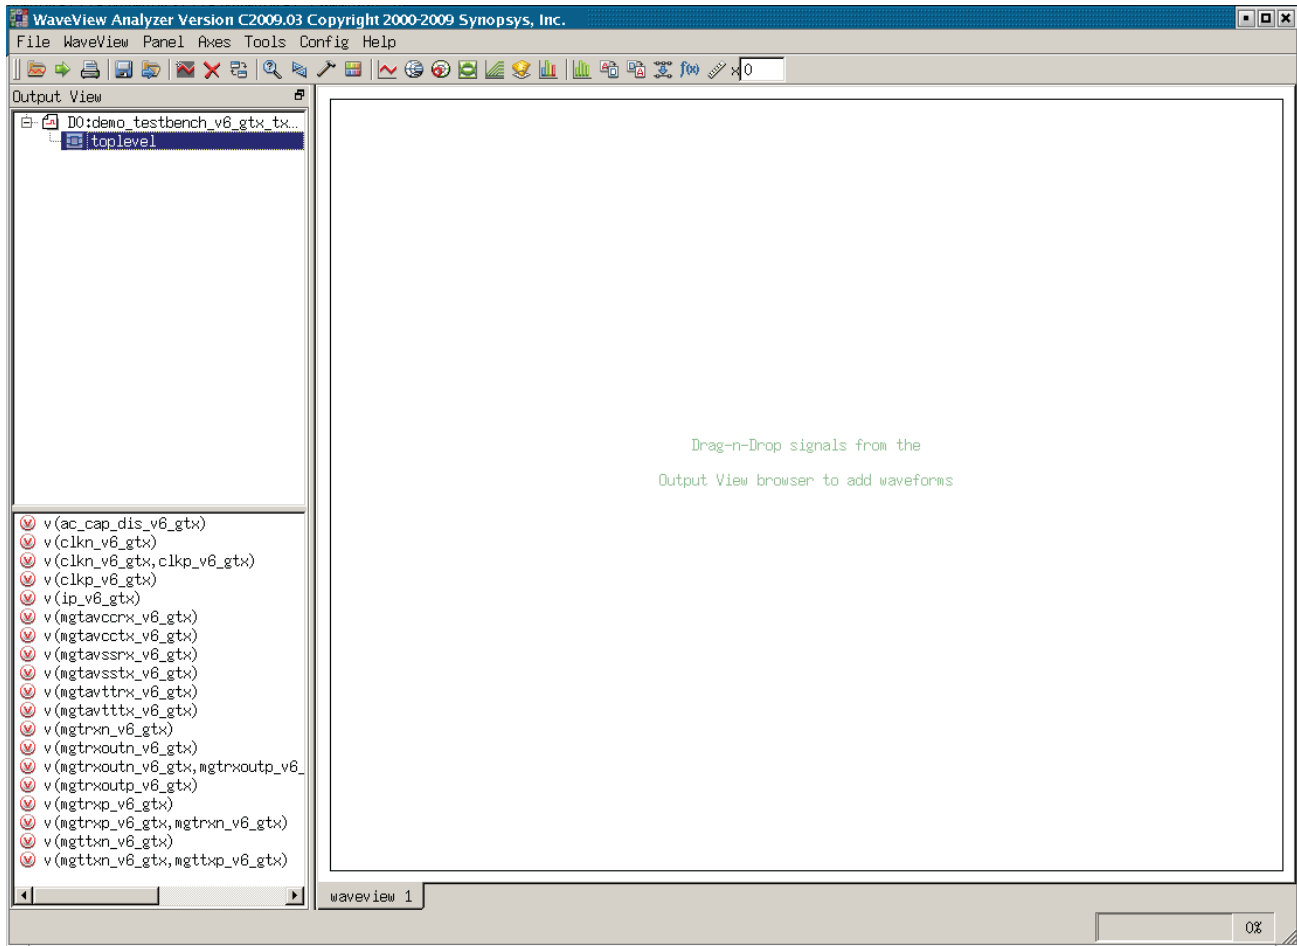 WaveView Analyzer Version C2009.03 Copyright 2000-2009 Synopsys, Inc.
File WaveView Panel Axes Tools Config Help
f(x) x 0
Output View
D0:demo_testbench_v6_gtx_tx...
toplevel
Drag-n-Drop signals from the
Output View browser to add waveforms
v(ac_cap_dis_v6_gtx)
v(clkn_v6_gtx)
v(clkn_v6_gtx,clkp_v6_gtx)
v(clkp_v6_gtx)
v(ip_v6_gtx)
v(mgtavccrx_v6_gtx)
v(mgtavcctx_v6_gtx)
v(mgtavssrx_v6_gtx)
v(mgtavsstx_v6_gtx)
v(mgtavttrx_v6_gtx)
v(mgtavtttx_v6_gtx)
v(mgtrxn_v6_gtx)
v(mgtrxoutn_v6_gtx)
v(mgtrxoutn_v6_gtx,mgtrxoutp_v6_
v(mgtrxoutp_v6_gtx)
v(mgtrxp_v6_gtx)
v(mgtrxp_v6_gtx,mgtrxn_v6_gtx)
v(mgttxn_v6_gtx)
v(mgttxn_v6_gtx,mgttxp_v6_gtx)
waveview 1
0%